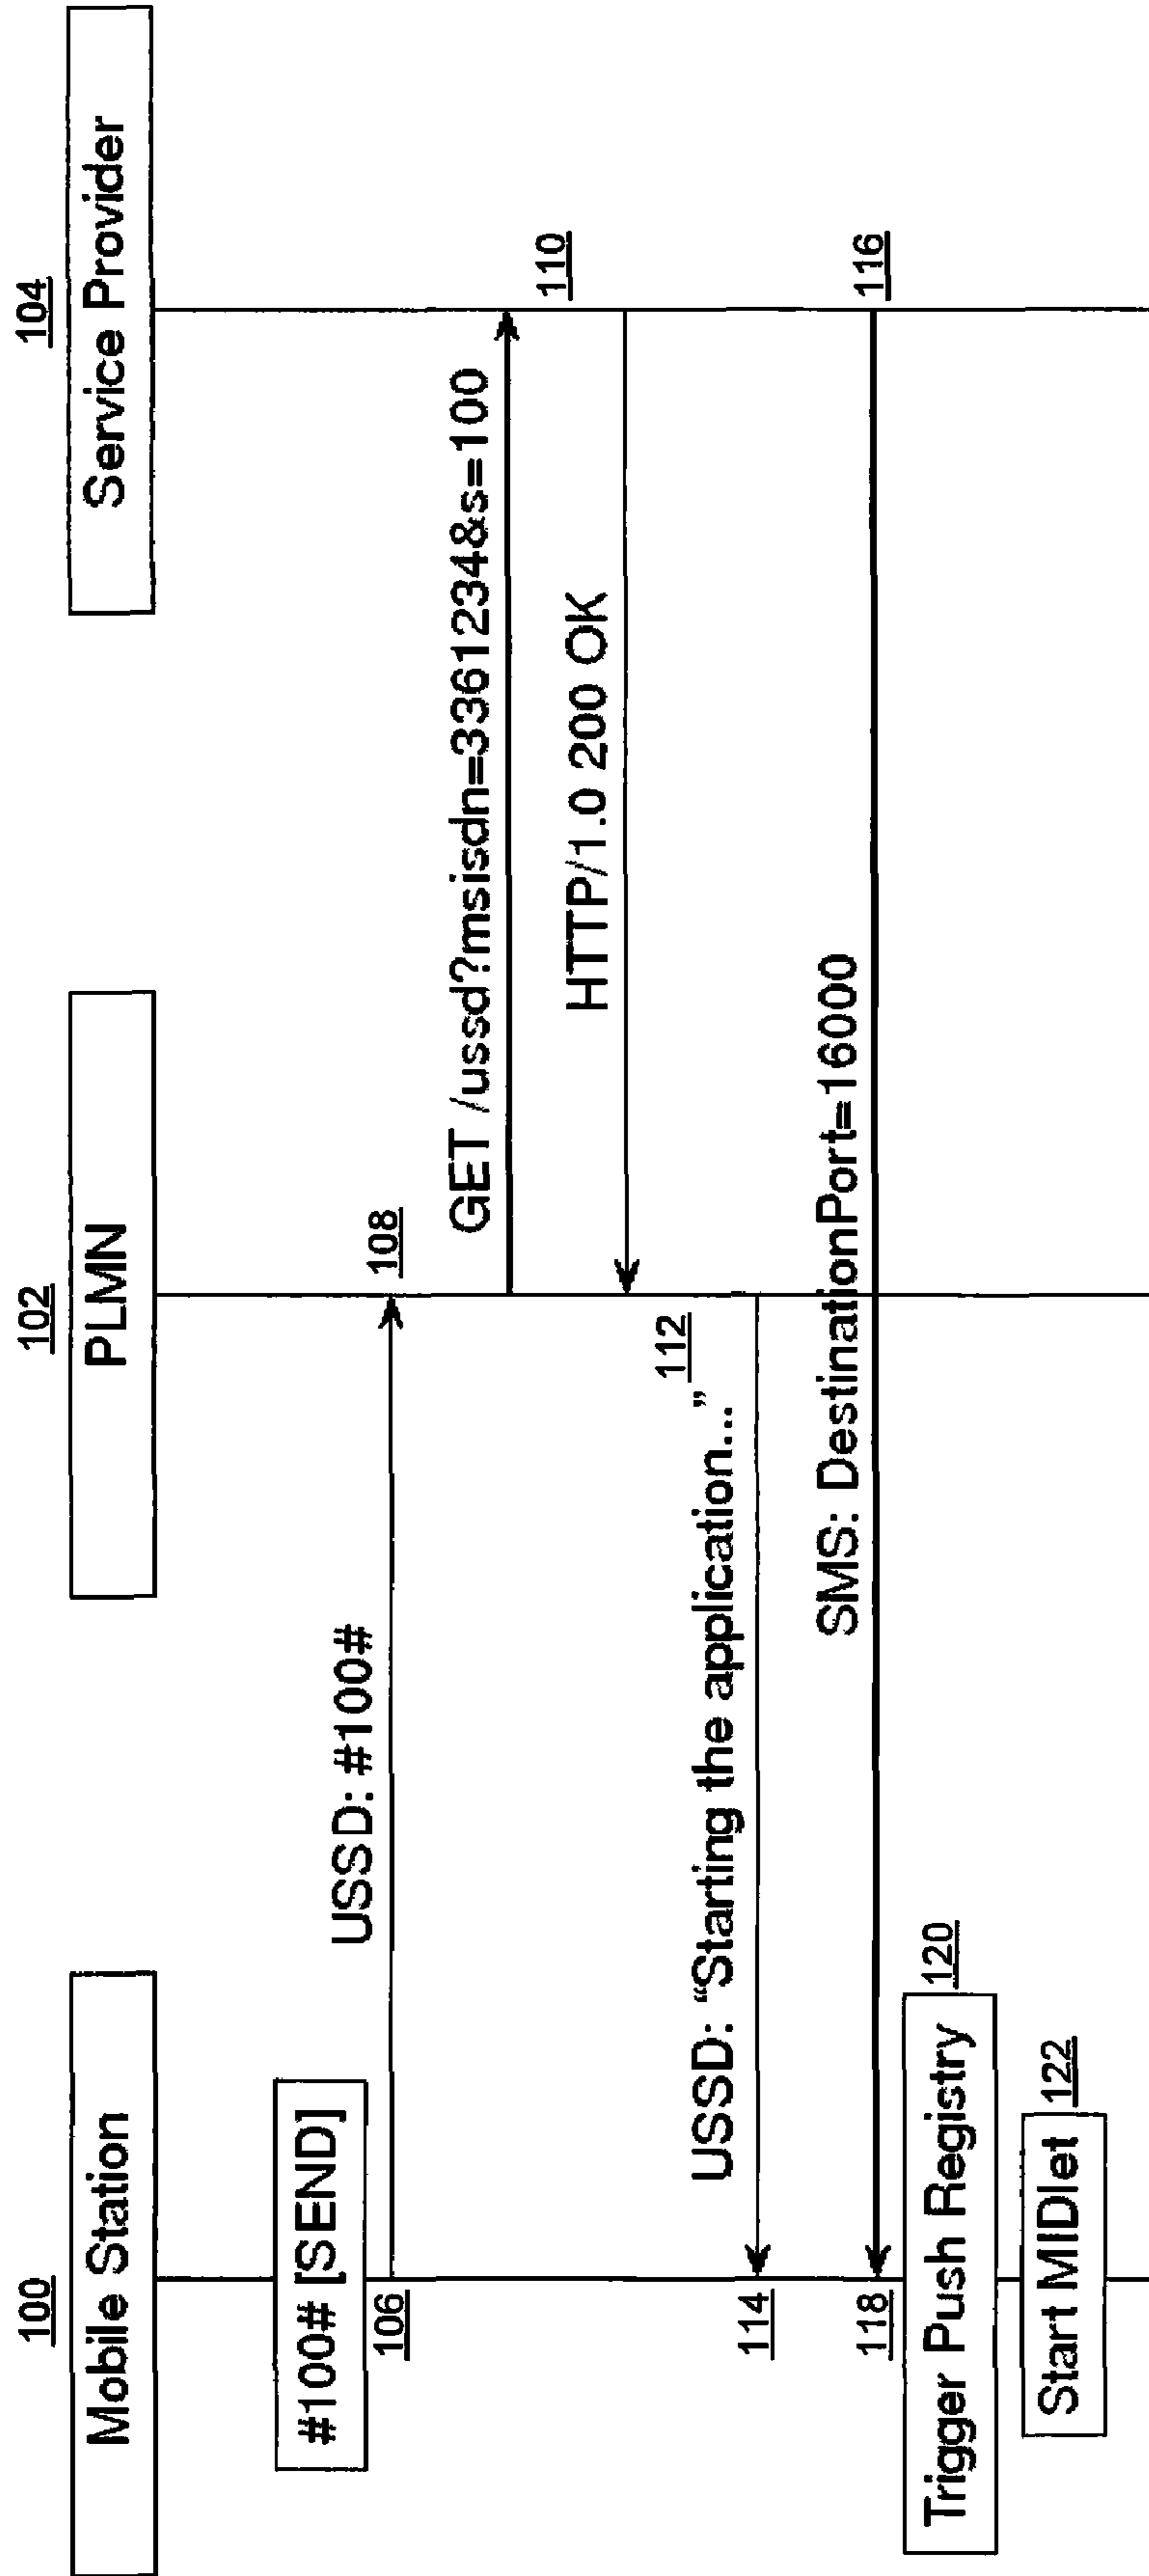 100
Mobile Station
102
PLMN
104
Service Provider
#100# [SEND]
106
USSD: #100#
108
GET /ussd?msisdn=3361234&s=100
110
HTTP/1.0 200 OK
112
USSD: “Starting the application...”
114
SMS: DestinationPort=16000
116
118
Trigger Push Registry
120
Start MIDlet
122